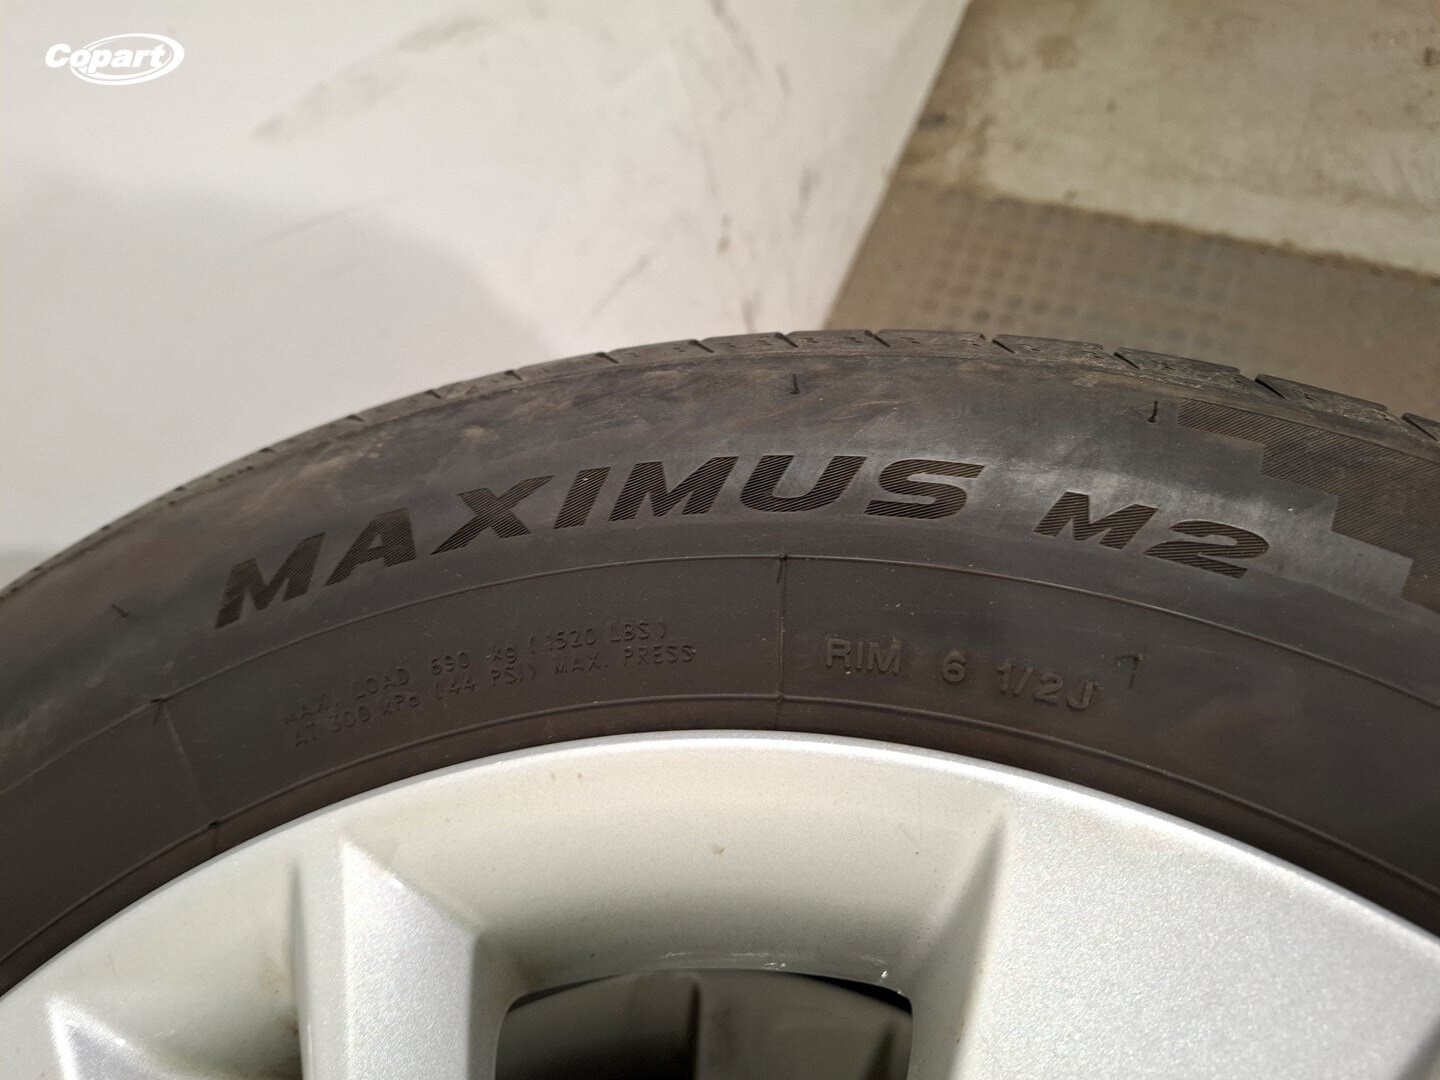 Copart
MAXIMUS M2
MAX. LOAD 690 kg (1520 LBS)
AT 300 kPa (44 PSI) MAX. PRESS
RIM 6 1/2J
1